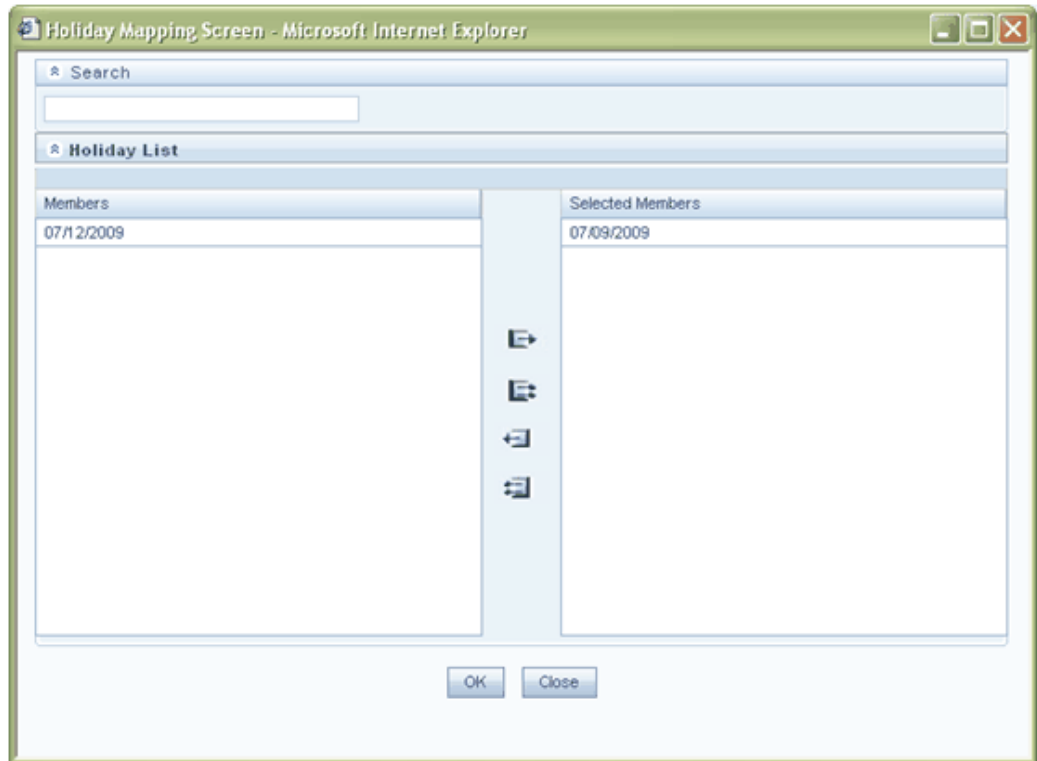 Holiday Mapping Screen - Microsoft Internet Explorer
Search
Holiday List
Members
Selected Members
07/12/2009
07/09/2009
OK
Close